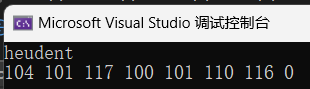 Microsoft Visual Studio 调试控制台
heudent
104 101 117 100 101 110 116 0